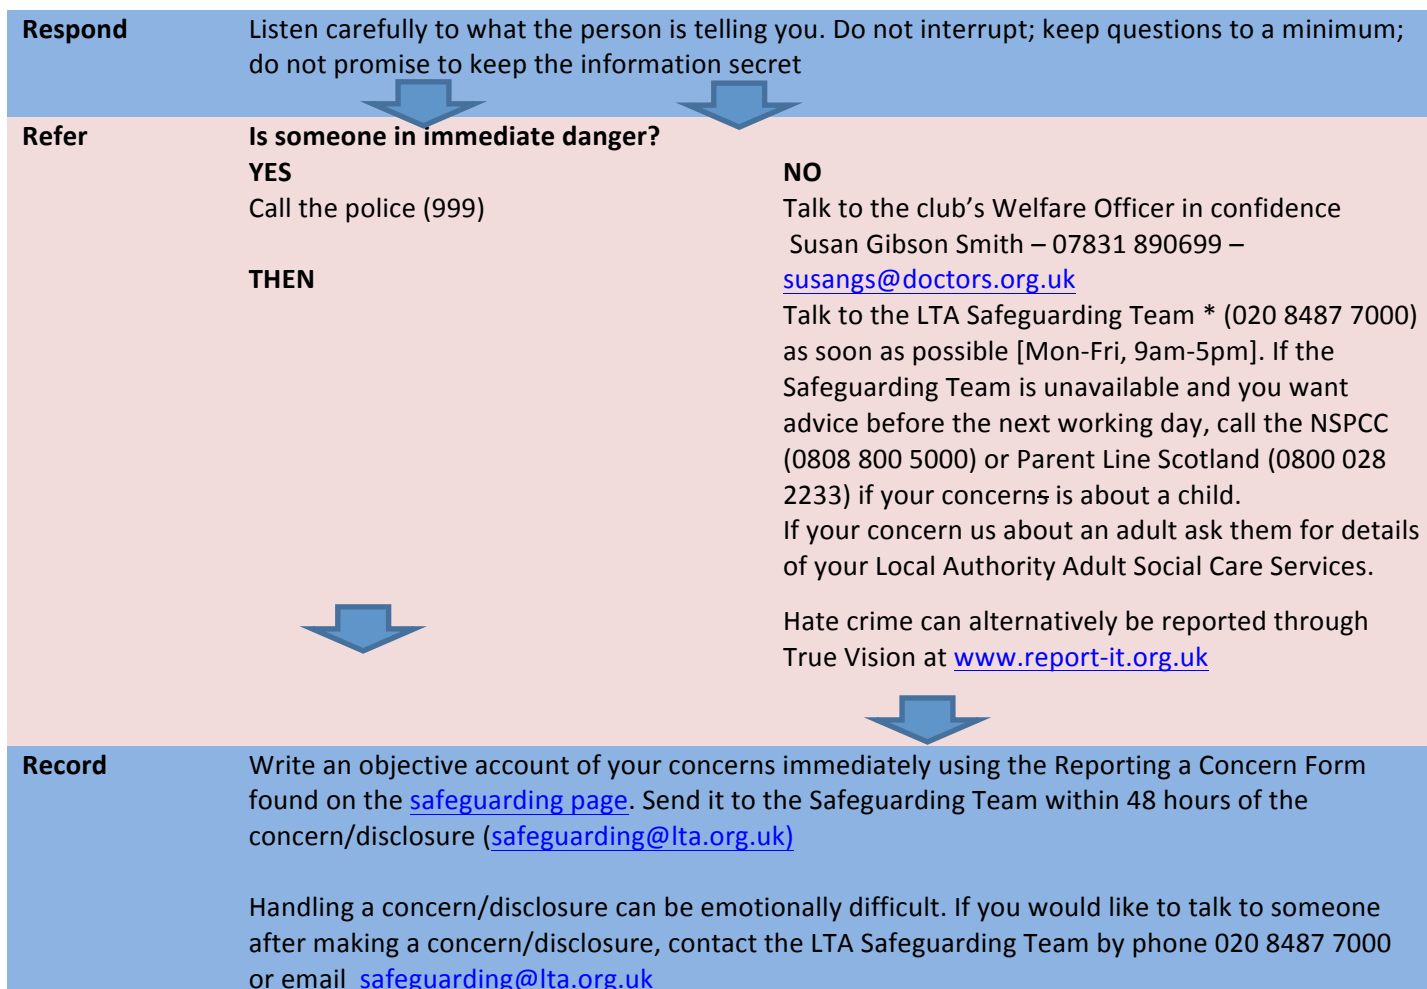 Respond
Listen carefully to what the person is telling you. Do not interrupt; keep questions to a minimum;
do not promise to keep the information secret
Refer
Is someone in immediate danger?
YES
Call the police (999)
THEN
NO
Talk to the club’s Welfare Officer in confidence
Susan Gibson Smith – 07831 890699 –
susangs@doctors.org.uk
Talk to the LTA Safeguarding Team * (020 8487 7000)
as soon as possible [Mon-Fri, 9am-5pm]. If the
Safeguarding Team is unavailable and you want
advice before the next working day, call the NSPCC
(0808 800 5000) or Parent Line Scotland (0800 028
2233) if your concerns is about a child.
If your concern us about an adult ask them for details
of your Local Authority Adult Social Care Services.
Hate crime can alternatively be reported through
True Vision at www.report-it.org.uk
Record
Write an objective account of your concerns immediately using the Reporting a Concern Form
found on the safeguarding page. Send it to the Safeguarding Team within 48 hours of the
concern/disclosure (safeguarding@lta.org.uk)
Handling a concern/disclosure can be emotionally difficult. If you would like to talk to someone
after making a concern/disclosure, contact the LTA Safeguarding Team by phone 020 8487 7000
or email safeguarding@lta.org.uk